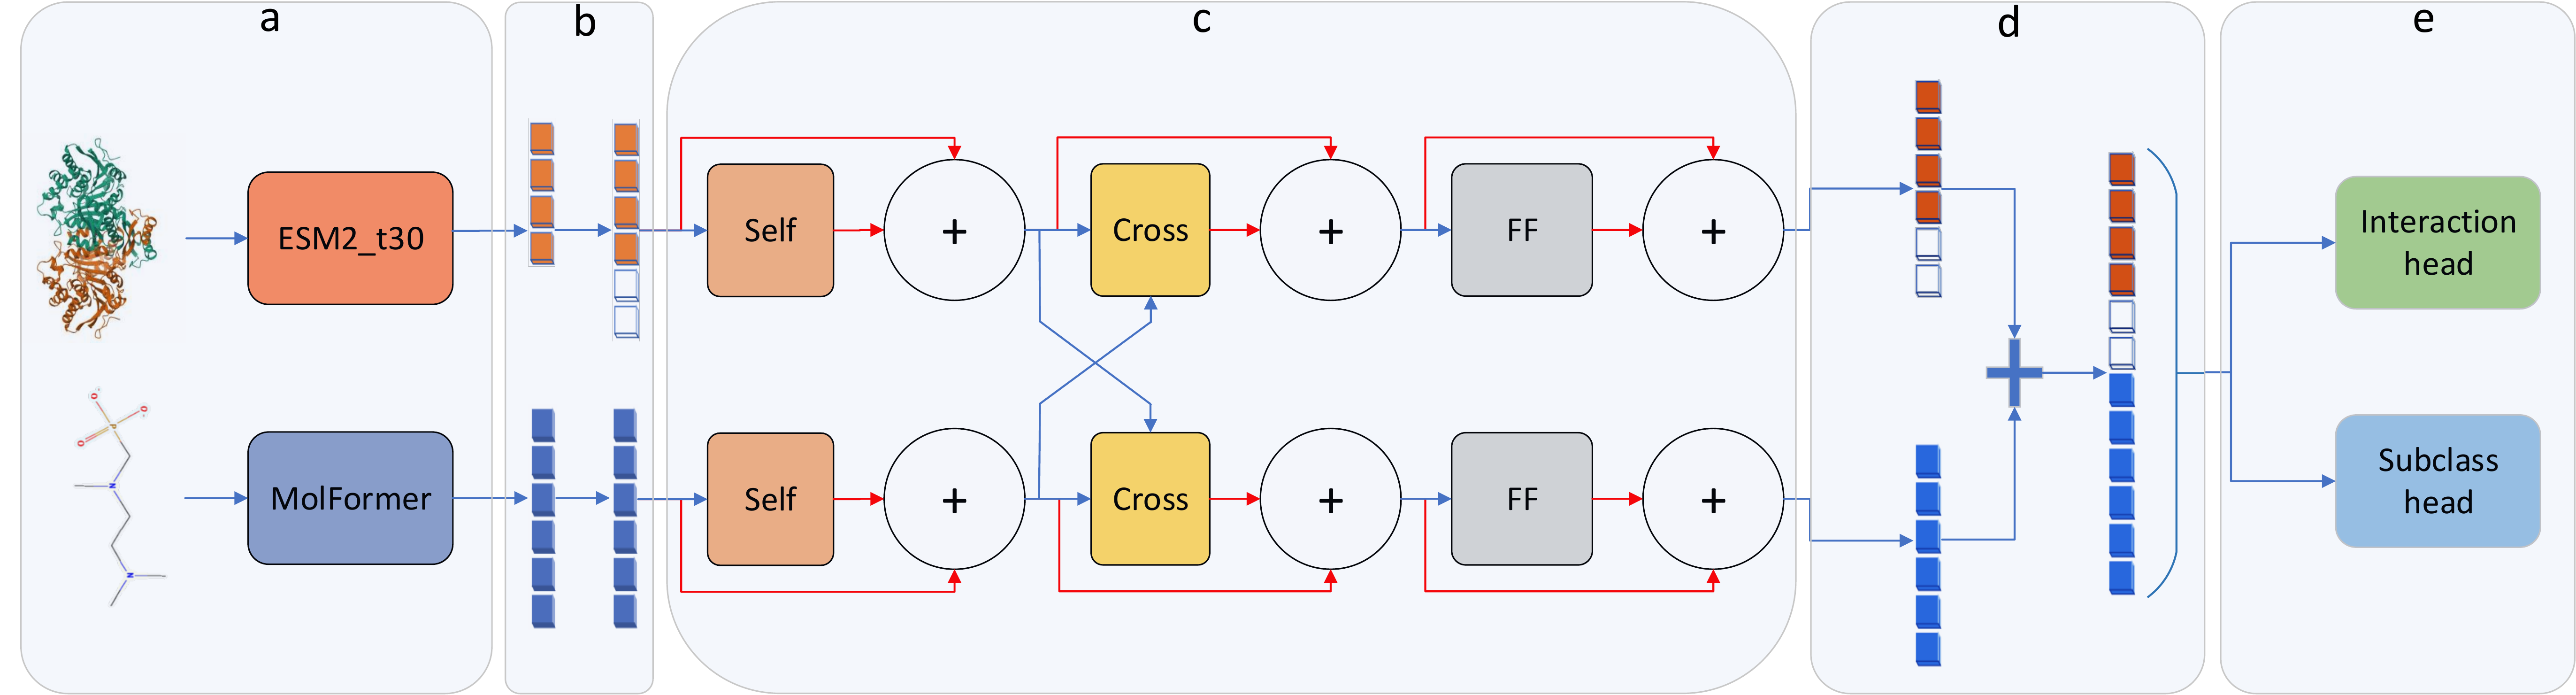 a
b
c
d
e
ESM2_t30
Self
+
Cross
+
FF
+
Interaction
head
MolFormer
Self
+
Cross
+
FF
+
Subclass
head